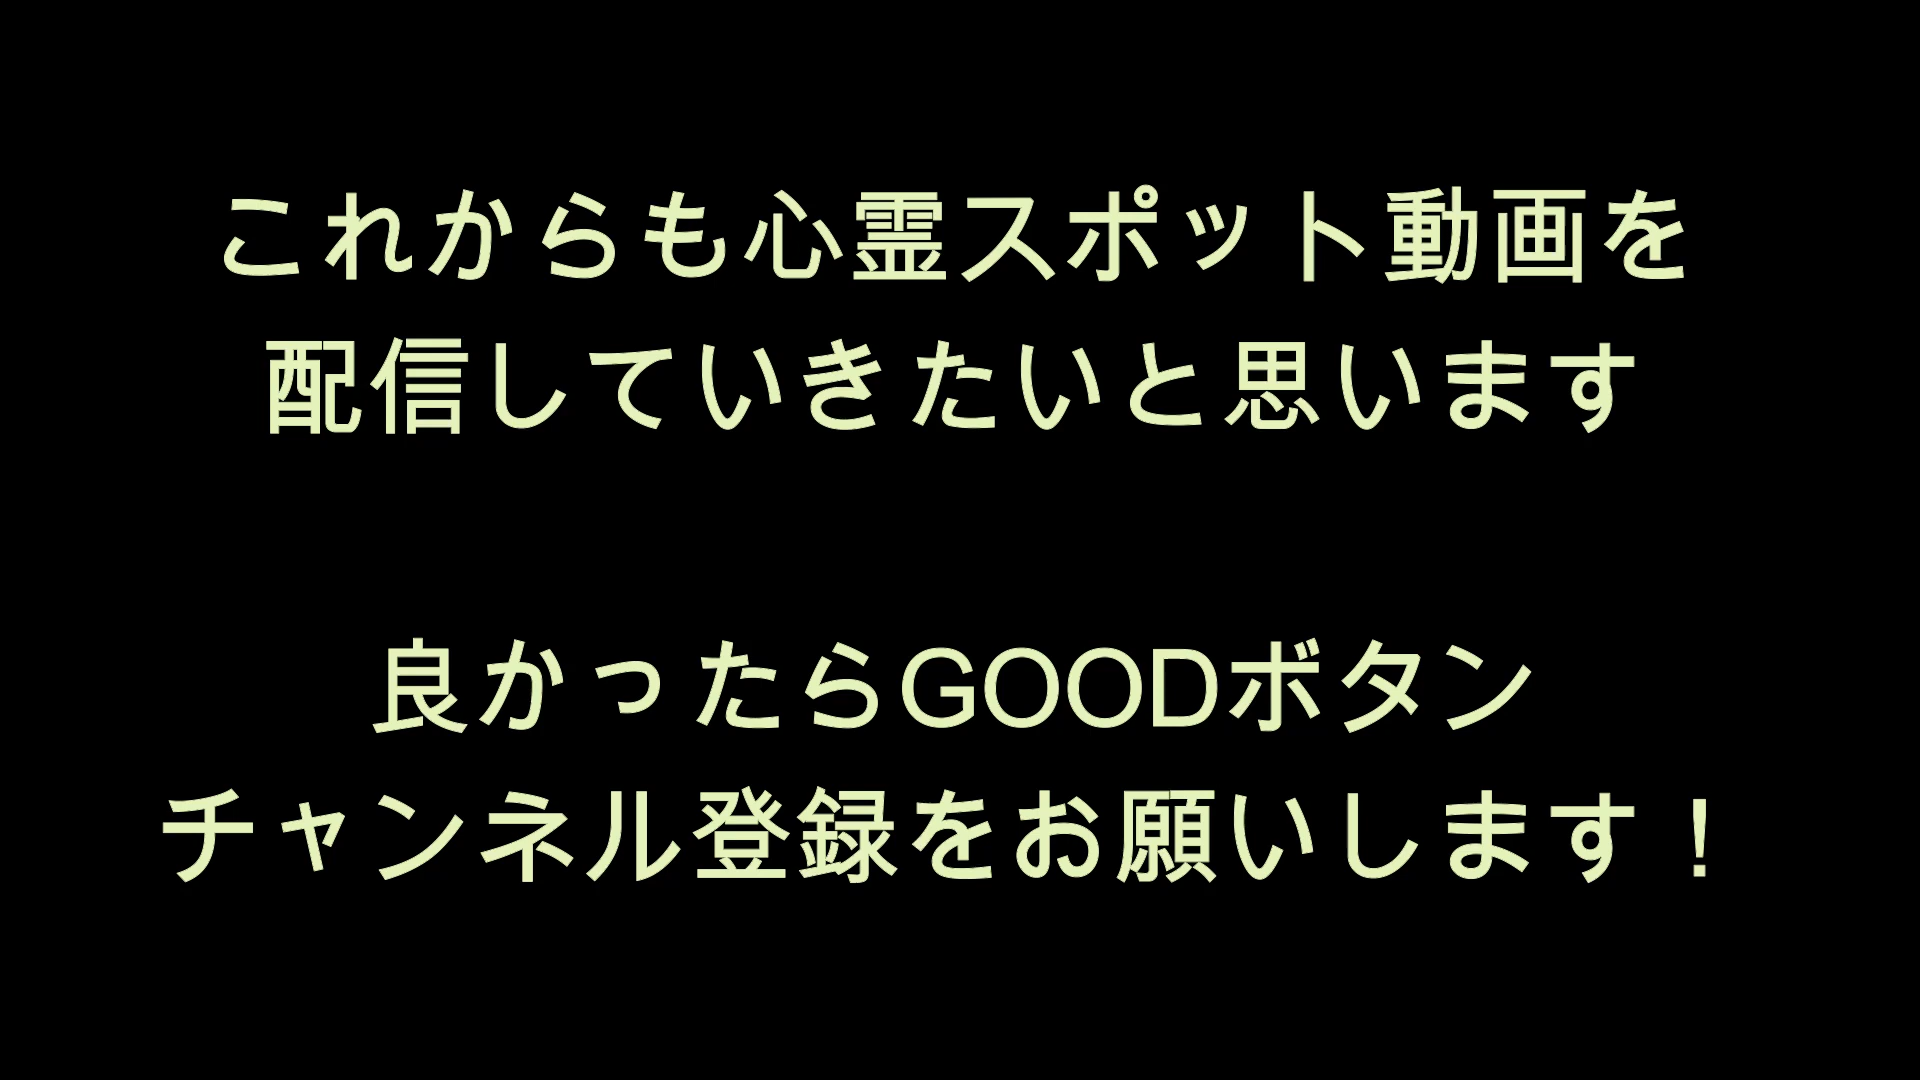 これからも心霊スポット動画を
配信していきたいと思います
良かったらGOODボタン
チャンネル登録をお願いします！